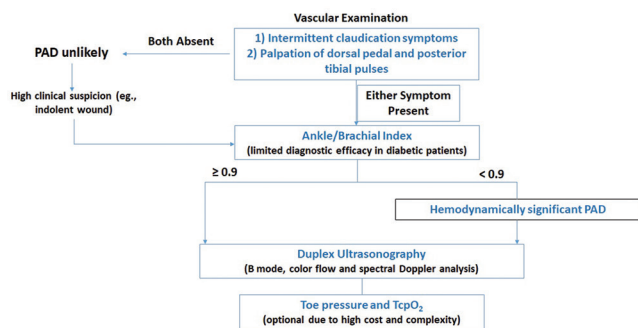 Vascular Examination
1) Intermittent claudication symptoms
2) Palpation of dorsal pedal and posterior
tibial pulses
Both Absent
PAD unlikely
High clinical suspicion (eg.,
indolent wound)
Either Symptom
Present
Ankle/Brachial Index
(limited diagnostic efficacy in diabetic patients)
≥ 0.9
< 0.9
Hemodynamically significant PAD
Duplex Ultrasonography
(B mode, color flow and spectral Doppler analysis)
Toe pressure and TcpO₂
(optional due to high cost and complexity)